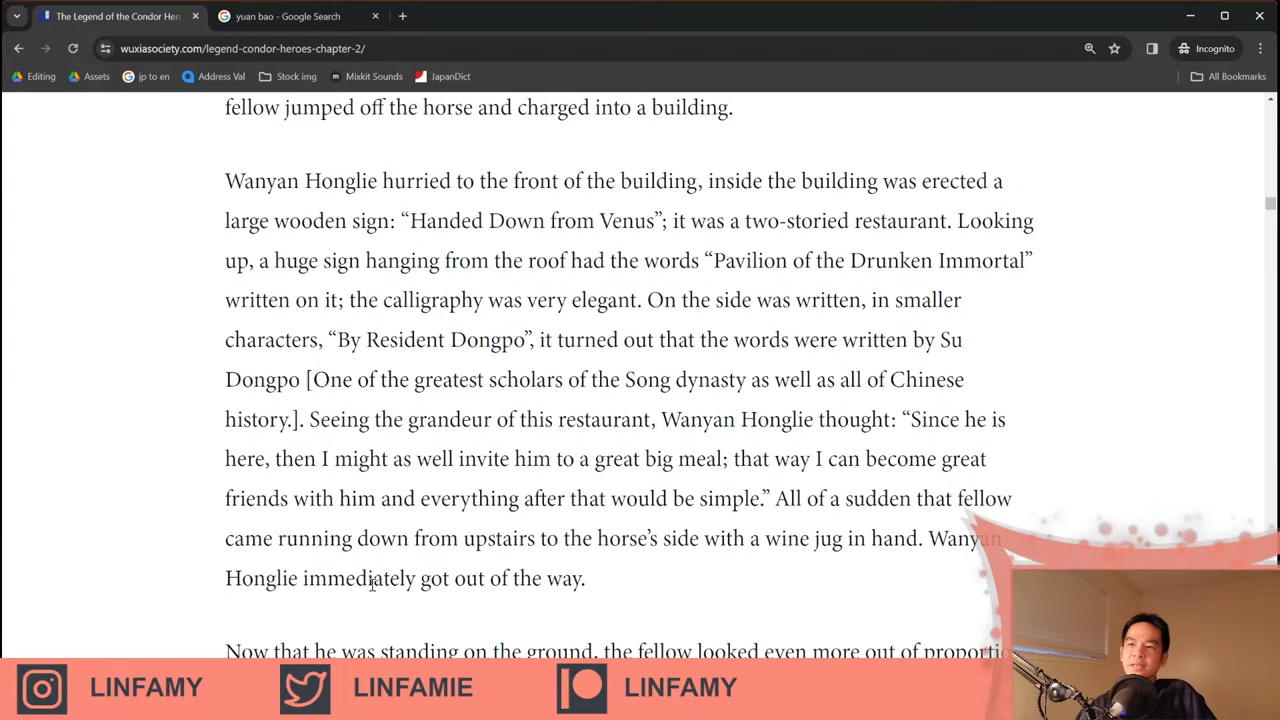 The Legend of the Condor Her
yuan bao - Google Search
wuxiasociety.com/legend-condor-heroes-chapter-2/
Incognito
Editing
Assets
jp to en
Address Val
Stock img
Mixkit Sounds
JapanDict
All Bookmarks
fellow jumped off the horse and charged into a building.
Wanyan Honglie hurried to the front of the building, inside the building was erected a
large wooden sign: “Handed Down from Venus”; it was a two-storied restaurant. Looking
up, a huge sign hanging from the roof had the words “Pavilion of the Drunken Immortal”
written on it; the calligraphy was very elegant. On the side was written, in smaller
characters, “By Resident Dongpo”, it turned out that the words were written by Su
Dongpo [One of the greatest scholars of the Song dynasty as well as all of Chinese
history.]. Seeing the grandeur of this restaurant, Wanyan Honglie thought: “Since he is
here, then I might as well invite him to a great big meal; that way I can become great
friends with him and everything after that would be simple.” All of a sudden that fellow
came running down from upstairs to the horse’s side with a wine jug in hand. Wanyan
Honglie immediately got out of the way.
Now that he was standing on the ground, the fellow looked even more out of proportio
LINFAMY
LINFAMIE
LINFAMY